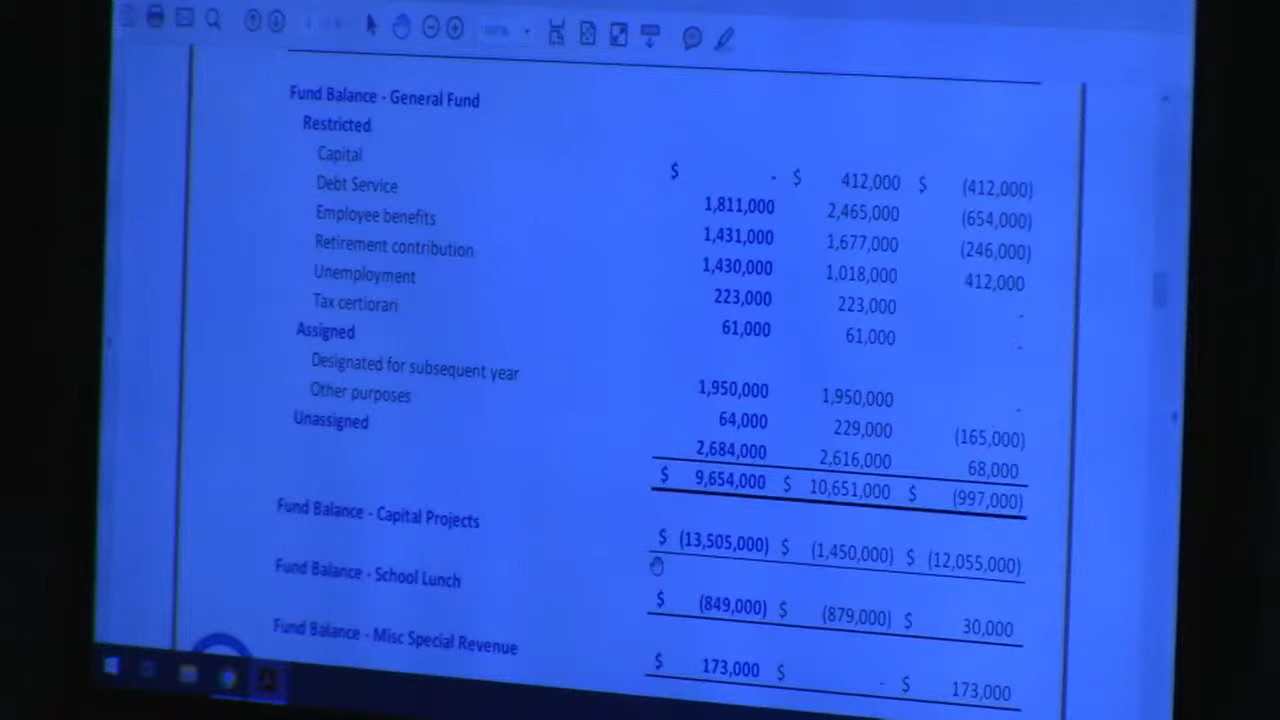 Fund Balance - General Fund
Restricted
Capital $ - $ 412,000 $ (412,000)
Debt Service 1,811,000 2,465,000 (654,000)
Employee benefits 1,431,000 1,677,000 (246,000)
Retirement contribution 1,430,000 1,018,000 412,000
Unemployment 223,000 223,000 -
Tax certiorari 61,000 61,000 -
Assigned
Designated for subsequent year 1,950,000 1,950,000 -
Other purposes 64,000 229,000 (165,000)
Unassigned 2,684,000 2,616,000 68,000
$ 9,654,000 $ 10,651,000 $ (997,000)
Fund Balance - Capital Projects $ (13,505,000) $ (1,450,000) $ (12,055,000)
Fund Balance - School Lunch $ (849,000) $ (879,000) $ 30,000
Fund Balance - Misc Special Revenue $ 173,000 $ - $ 173,000